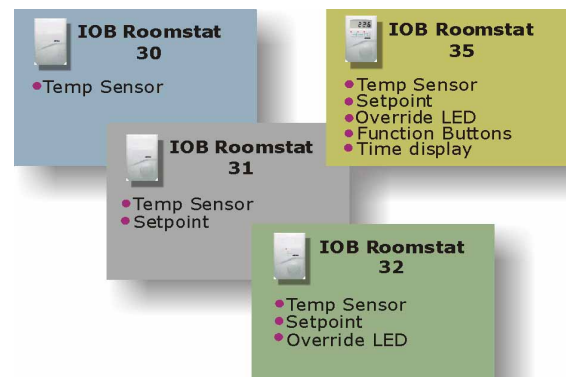 IOB Roomstat
30
•Temp Sensor
IOB Roomstat
35
•Temp Sensor
•Setpoint
•Override LED
•Function Buttons
•Time display
IOB Roomstat
31
•Temp Sensor
•Setpoint
IOB Roomstat
32
•Temp Sensor
•Setpoint
•Override LED